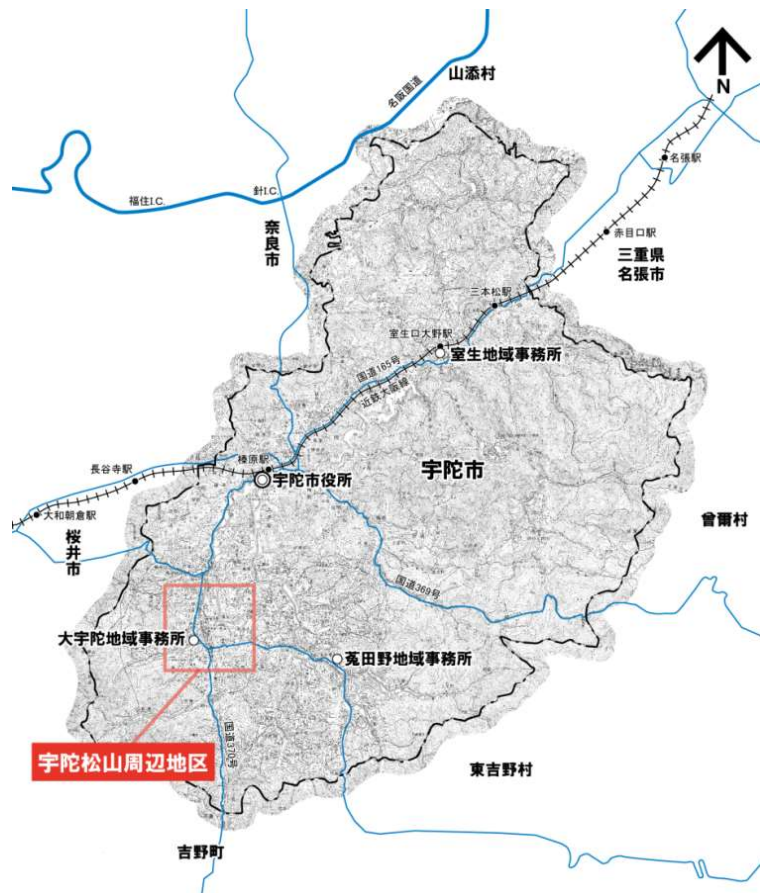 山添村
N
名阪国道
名張駅
針I.C.
福住I.C.
奈良市
赤目口駅
三重県
名張市
三本松駅
室生口大野駅
室生地域事務所
国道165号
近鉄大阪線
榛原駅
宇陀市
長谷寺駅
宇陀市役所
大和朝倉駅
桜井市
曾爾村
国道369号
大宇陀地域事務所
菟田野地域事務所
国道370号
宇陀松山周辺地区
東吉野村
吉野町